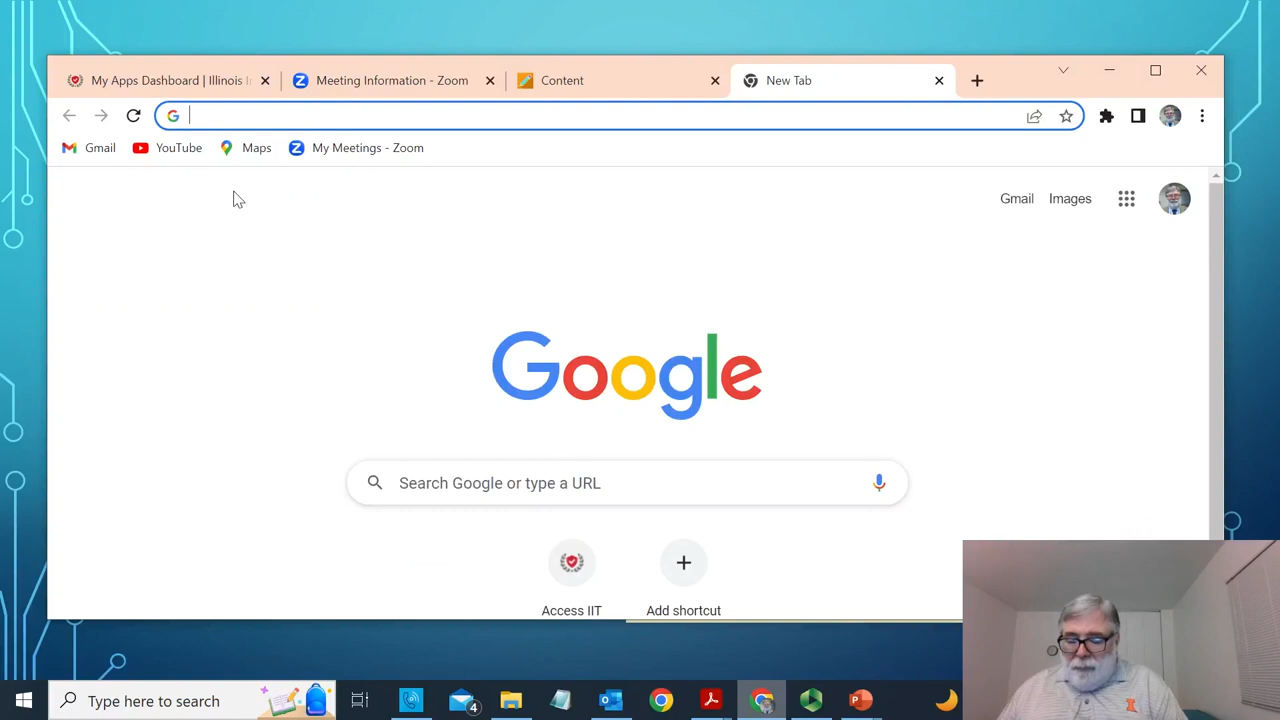 My Apps Dashboard | Illinois I
Meeting Information - Zoom
Content
New Tab
Gmail
YouTube
Maps
My Meetings - Zoom
Gmail
Images
Google
Search Google or type a URL
Access IIT
Add shortcut
Type here to search
4